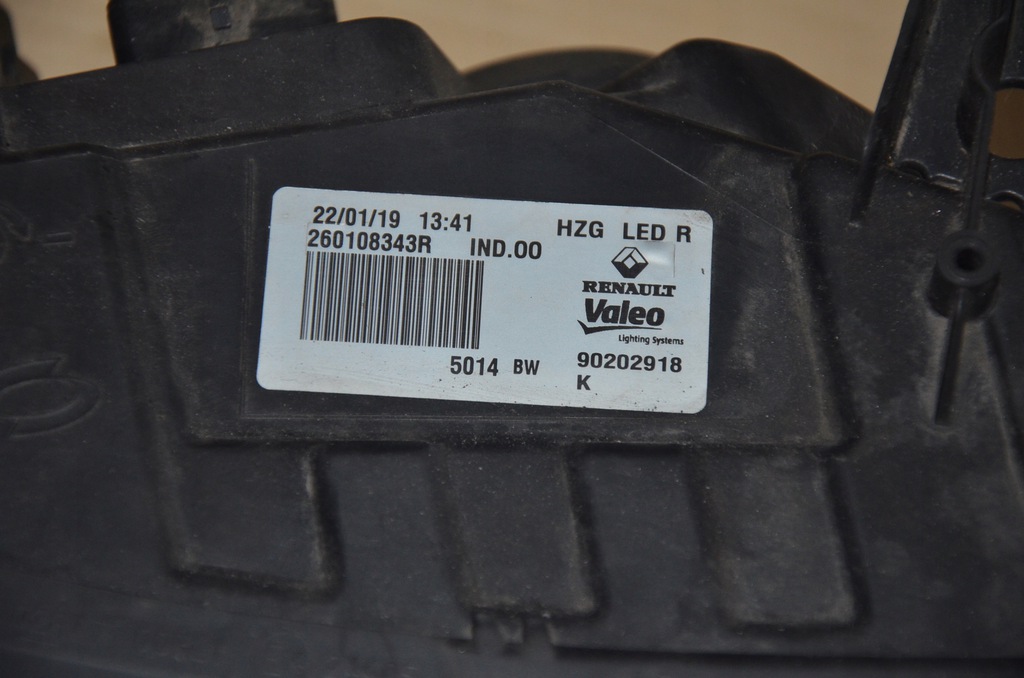 22/01/19 13:41
HZG LED R
260108343R IND.00
RENAULT
Valeo
Lighting Systems
5014 BW
90202918
K